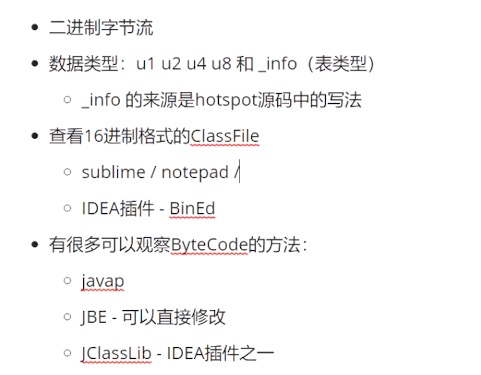 二进制字节流
数据类型：u1 u2 u4 u8 和 _info（表类型）
_info 的来源是hotspot源码中的写法
查看16进制格式的ClassFile
sublime / notepad /
IDEA插件 - BinEd
有很多可以观察ByteCode的方法：
javap
JBE - 可以直接修改
JClassLib - IDEA插件之一